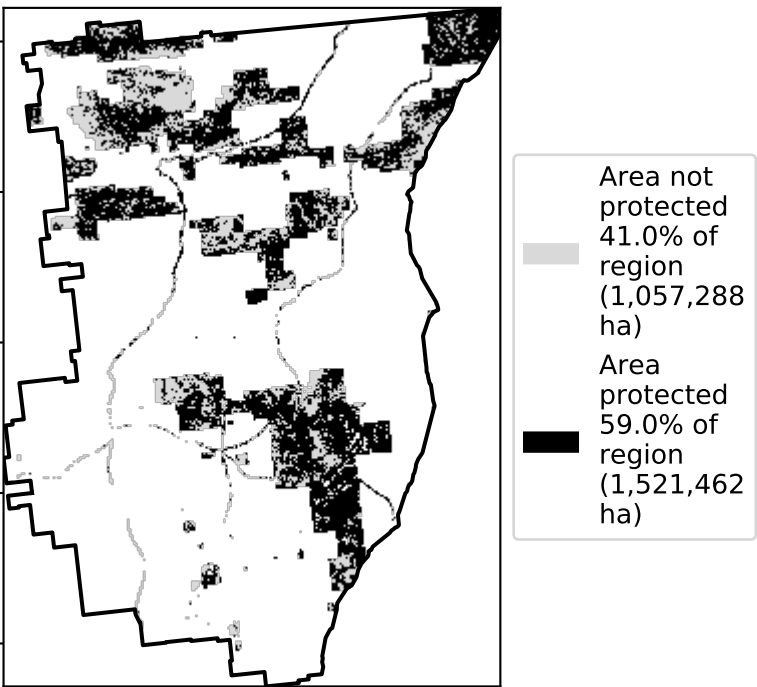 Area not
protected
41.0% of
region
(1,057,288
ha)
Area
protected
59.0% of
region
(1,521,462
ha)